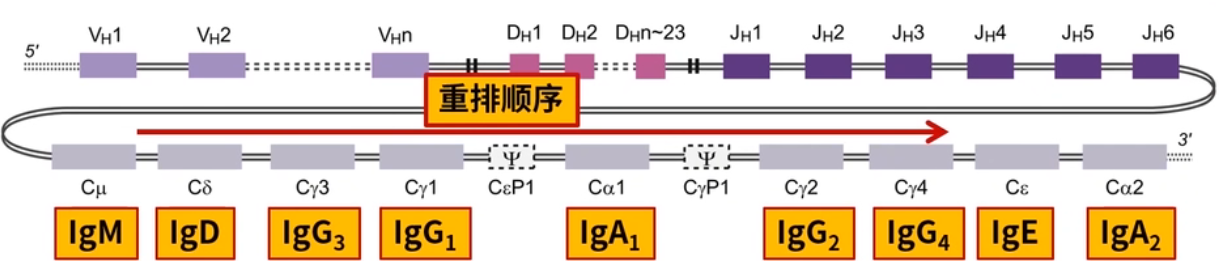 VH1 VH2 VHn DH1 DH2 DHn~23 JH1 JH2 JH3 JH4 JH5 JH6
5'
重排顺序
3'
Ψ Ψ
Cμ Cδ Cγ3 Cγ1 CεP1 Cα1 CγP1 Cγ2 Cγ4 Cε Cα2
IgM IgD IgG3 IgG1 IgA1 IgG2 IgG4 IgE IgA2